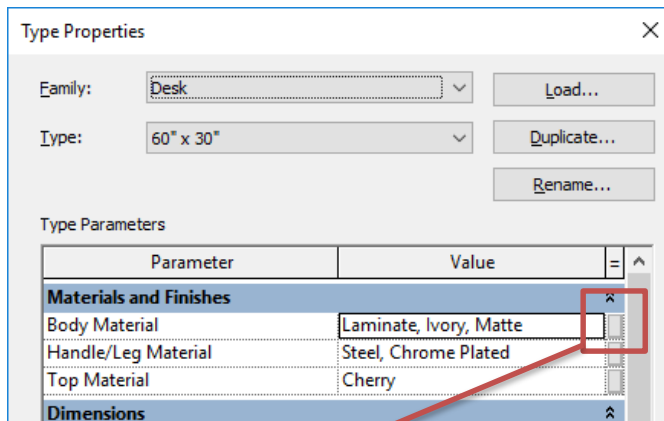 Type Properties
Family: Desk Load...
Type: 60" x 30" Duplicate...
Rename...
Type Parameters
Parameter Value =
Materials and Finishes
Body Material Laminate, Ivory, Matte
Handle/Leg Material Steel, Chrome Plated
Top Material Cherry
Dimensions